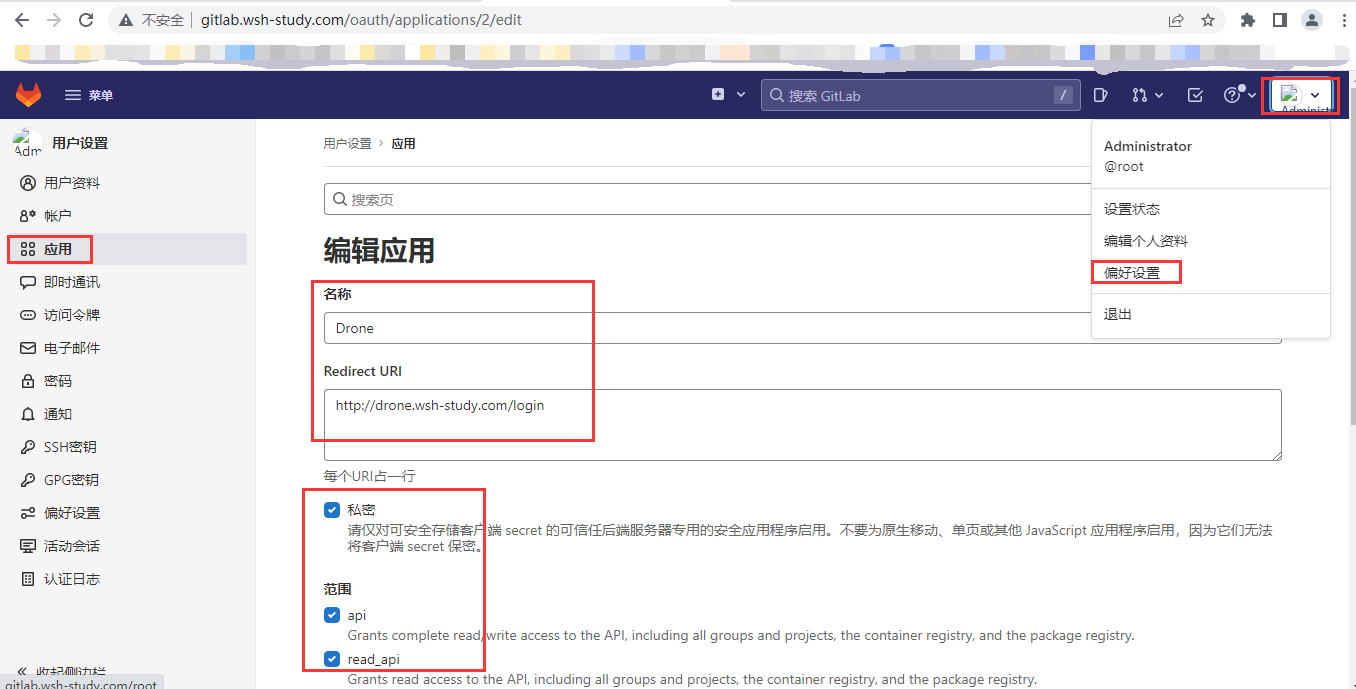 不安全 gitlab.wsh-study.com/oauth/applications/2/edit
菜单
搜索 GitLab /
Administr
Adm 用户设置
用户设置 › 应用
Administrator
@root
用户资料
搜索页
帐户
设置状态
应用
编辑应用
编辑个人资料
偏好设置
即时通讯
名称
访问令牌
退出
Drone
电子邮件
Redirect URI
密码
http://drone.wsh-study.com/login
通知
SSH密钥
每个URI占一行
GPG密钥
偏好设置
私密
请仅对可安全存储客户端 secret 的可信任后端服务器专用的安全应用程序启用。不要为原生移动、单页或其他 JavaScript 应用程序启用，因为它们无法
将客户端 secret 保密。
活动会话
认证日志
范围
api
Grants complete read/write access to the API, including all groups and projects, the container registry, and the package registry.
read_api
收起侧边栏
Grants read access to the API, including all groups and projects, the container registry, and the package registry.
gitlab.wsh-study.com/root